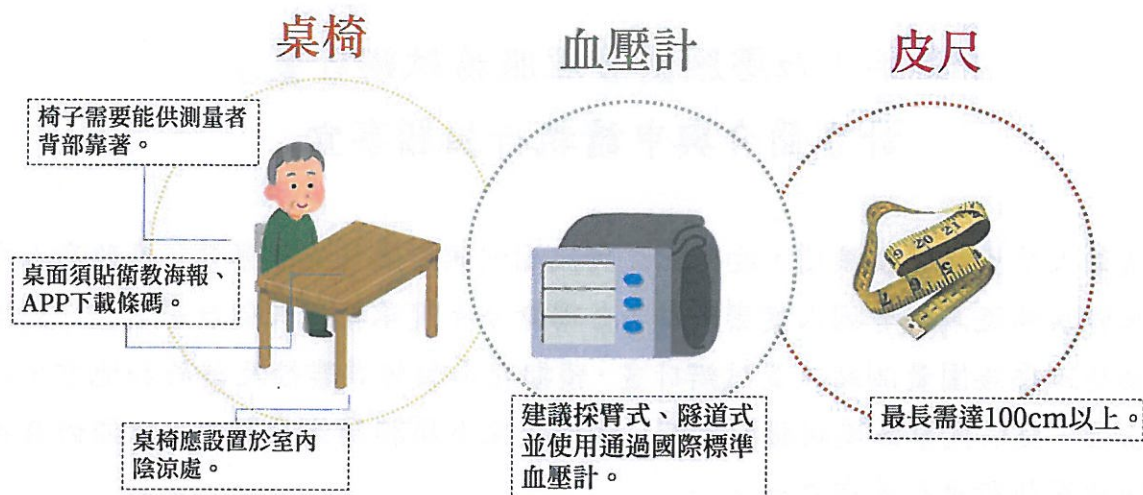 桌椅
血壓計
皮尺
椅子需要能供測量者
背部靠著。
桌面須貼衛教海報、
APP下載條碼。
桌椅應設置於室內
陰涼處。
建議採臂式、隧道式
並使用通過國際標準
血壓計。
最長需達100cm以上。